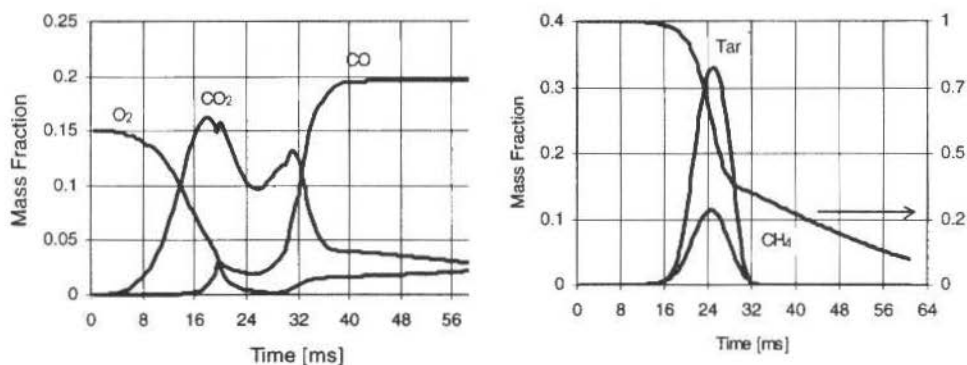 0.25
0.2
0.15
0.1
0.05
0
Mass Fraction
O₂
CO₂
CO
0 8 16 24 32 40 48 56
Time [ms]
0.4
0.3
0.2
0.1
0
Mass Fraction
Tar
CH₄
1
0.7
0.5
0.2
0
0 8 16 24 32 40 48 56 64
Time [ms]